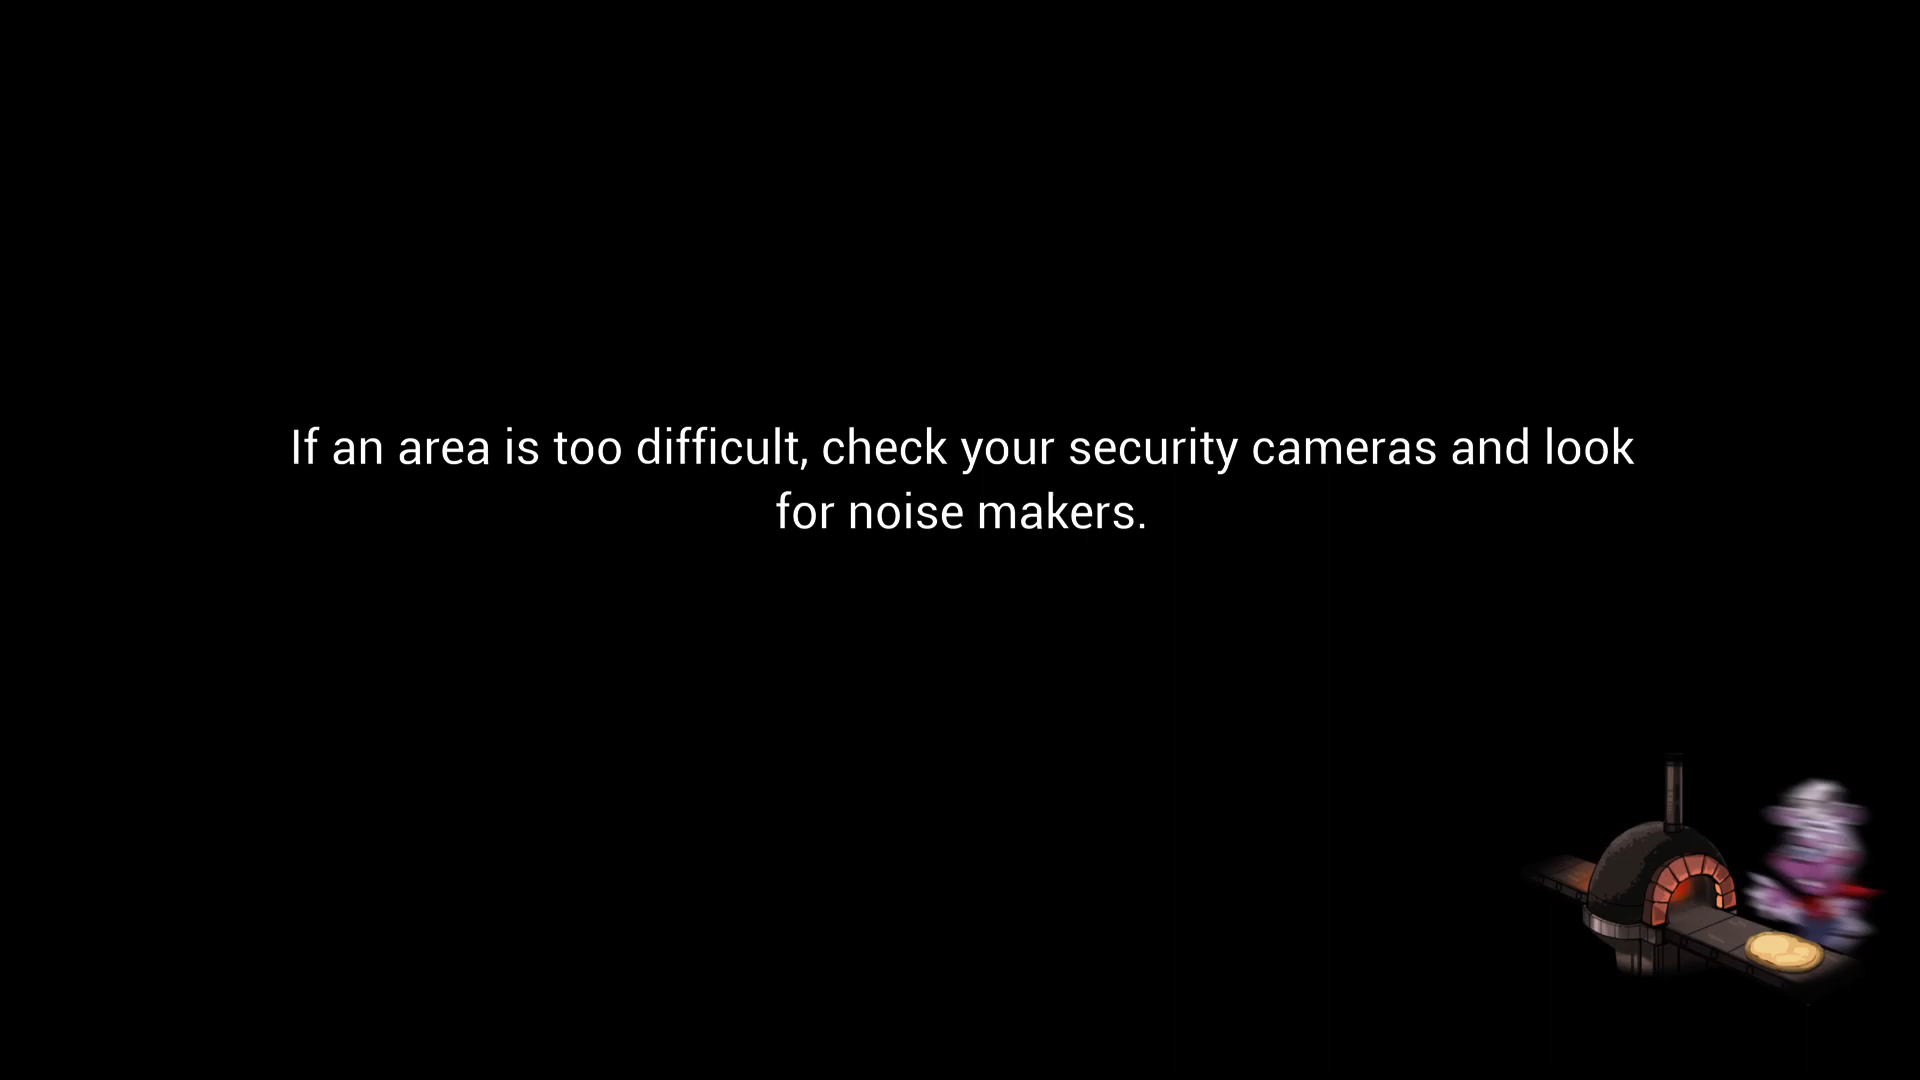 If an area is too difficult, check your security cameras and look
for noise makers.